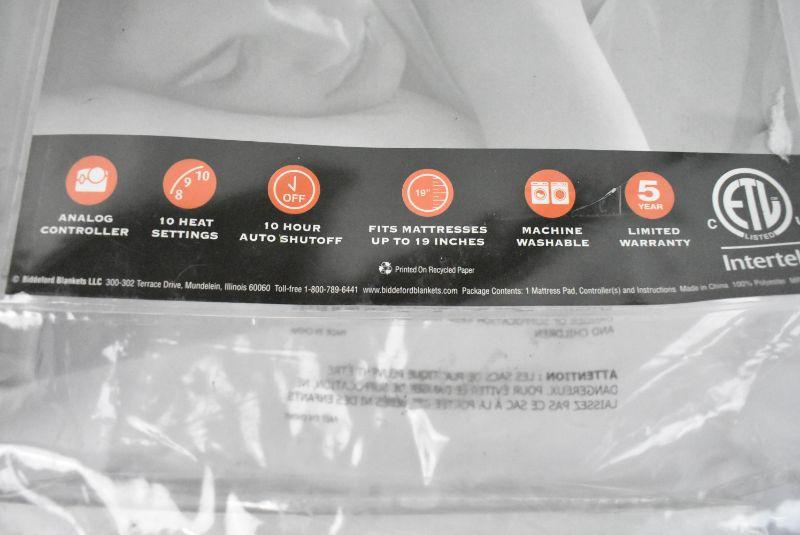 8 9 10
OFF
19"
5
YEAR
ANALOG
CONTROLLER
10 HEAT
SETTINGS
10 HOUR
AUTO SHUTOFF
FITS MATTRESSES
UP TO 19 INCHES
MACHINE
WASHABLE
LIMITED
WARRANTY
C
ETL
LISTED
Intertek
Printed On Recycled Paper
© Biddeford Blankets LLC 300-302 Terrace Drive, Mundelein, Illinois 60060 Toll-free 1-800-789-6441 www.biddefordblankets.com Package Contents: 1 Mattress Pad, Controller(s) and Instructions Made in China 100% Polyester
AND CHILDREN
MADE IN CHINA
ATTENTION : LES SACS DE PLASTIQUE PEUVENT ÊTRE
DANGEREUX. POUR ÉVITER LE DANGER DE SUFFOCATION, NE
LAISSEZ PAS CE SAC À LA PORTÉE DES BÉBÉS NI DES ENFANTS